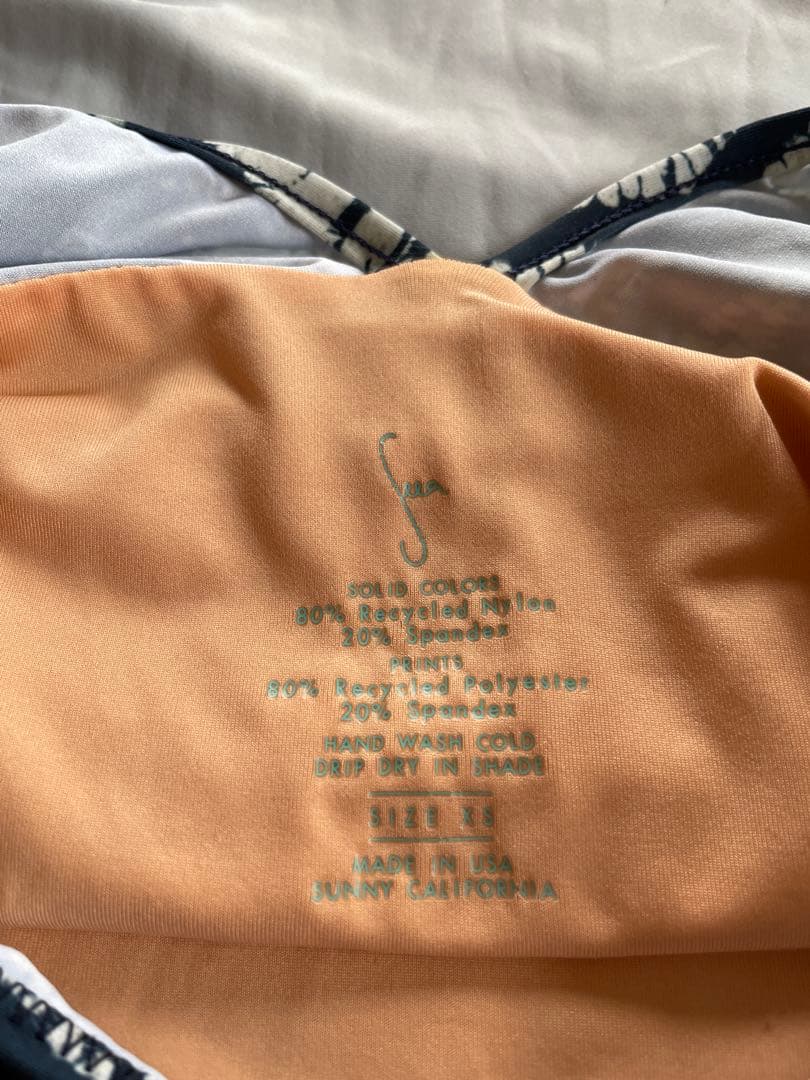 SOLID COLORS
80% Recycled Nylon
20% Spandex
PRINTS
80% Recycled Polyester
20% Spandex
HAND WASH COLD
DRIP DRY IN SHADE
SIZE XS
MADE IN USA
SUNNY CALIFORNIA